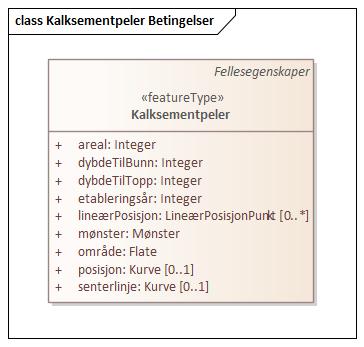 class Kalksementpeler Betingelser
Fellesegenskaper
«featureType»
Kalksementpeler
+ areal: Integer
+ dybdeTilBunn: Integer
+ dybdeTilTopp: Integer
+ etableringsår: Integer
+ lineærPosisjon: LineærPosisjonPunkt [0..*]
+ mønster: Mønster
+ område: Flate
+ posisjon: Kurve [0..1]
+ senterlinje: Kurve [0..1]